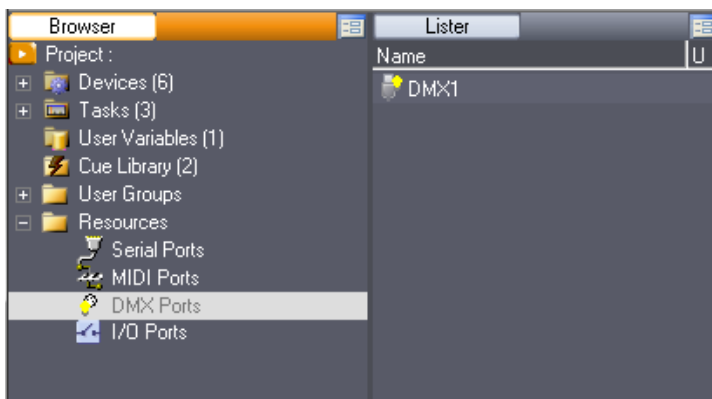 Browser
Project :
Devices (6)
Tasks (3)
User Variables (1)
Cue Library (2)
User Groups
Resources
Serial Ports
MIDI Ports
DMX Ports
I/O Ports
Lister
Name U
DMX1